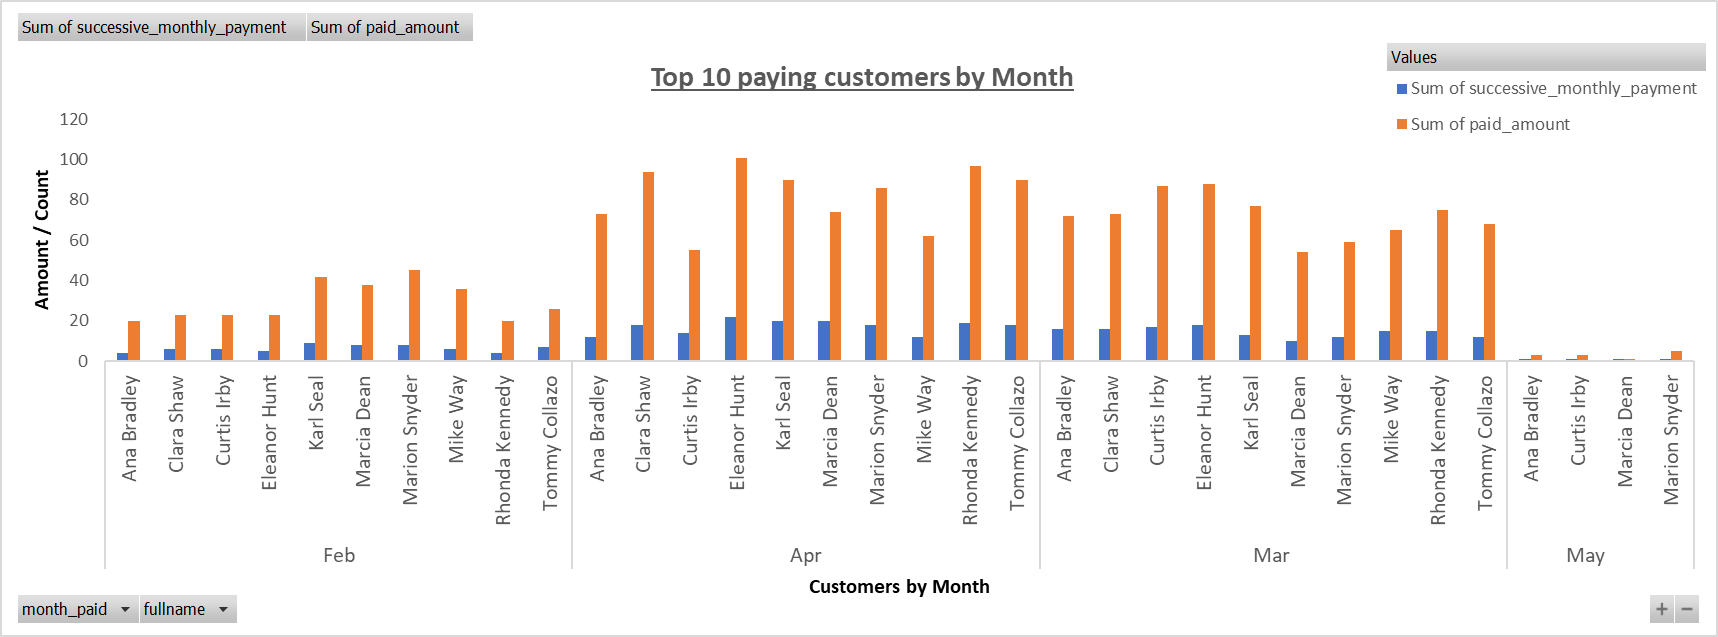 Sum of successive_monthly_payment Sum of paid_amount
Top 10 paying customers by Month
Values
Sum of successive_monthly_payment
Sum of paid_amount
Amount / Count
120
100
80
60
40
20
0
Ana Bradley
Clara Shaw
Curtis Irby
Eleanor Hunt
Karl Seal
Marcia Dean
Marion Snyder
Mike Way
Rhonda Kennedy
Tommy Collazo
Ana Bradley
Clara Shaw
Curtis Irby
Eleanor Hunt
Karl Seal
Marcia Dean
Marion Snyder
Mike Way
Rhonda Kennedy
Tommy Collazo
Ana Bradley
Clara Shaw
Curtis Irby
Eleanor Hunt
Karl Seal
Marcia Dean
Marion Snyder
Mike Way
Rhonda Kennedy
Tommy Collazo
Ana Bradley
Curtis Irby
Marcia Dean
Marion Snyder
Feb Apr Mar May
Customers by Month
month_paid fullname
+ −